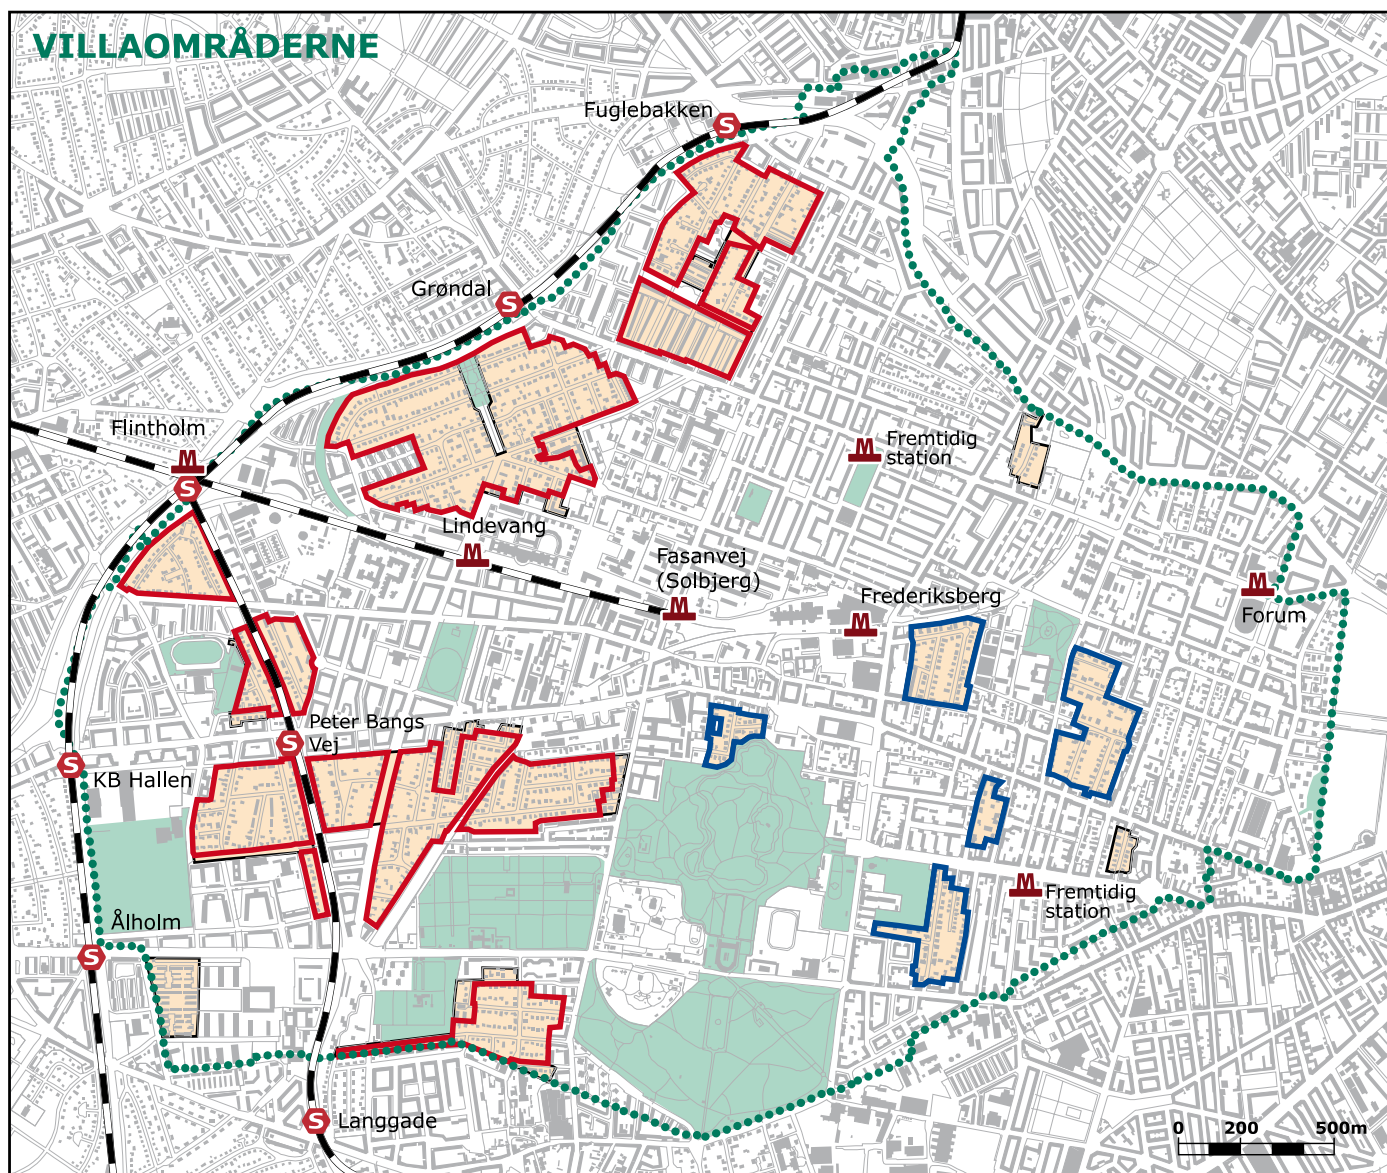 VILLAOMRÅDERNE
Fuglebakken
S
Grøndal
S
Flintholm
M
S
M
Fremtidig
station
Lindevang
M
Fasanvej
(Solbjerg)
M
Frederiksberg
M
M
Forum
Peter Bangs
Vej
S
S
KB Hallen
M
Fremtidig
station
Ålholm
S
S
Langgade
0 200 500m